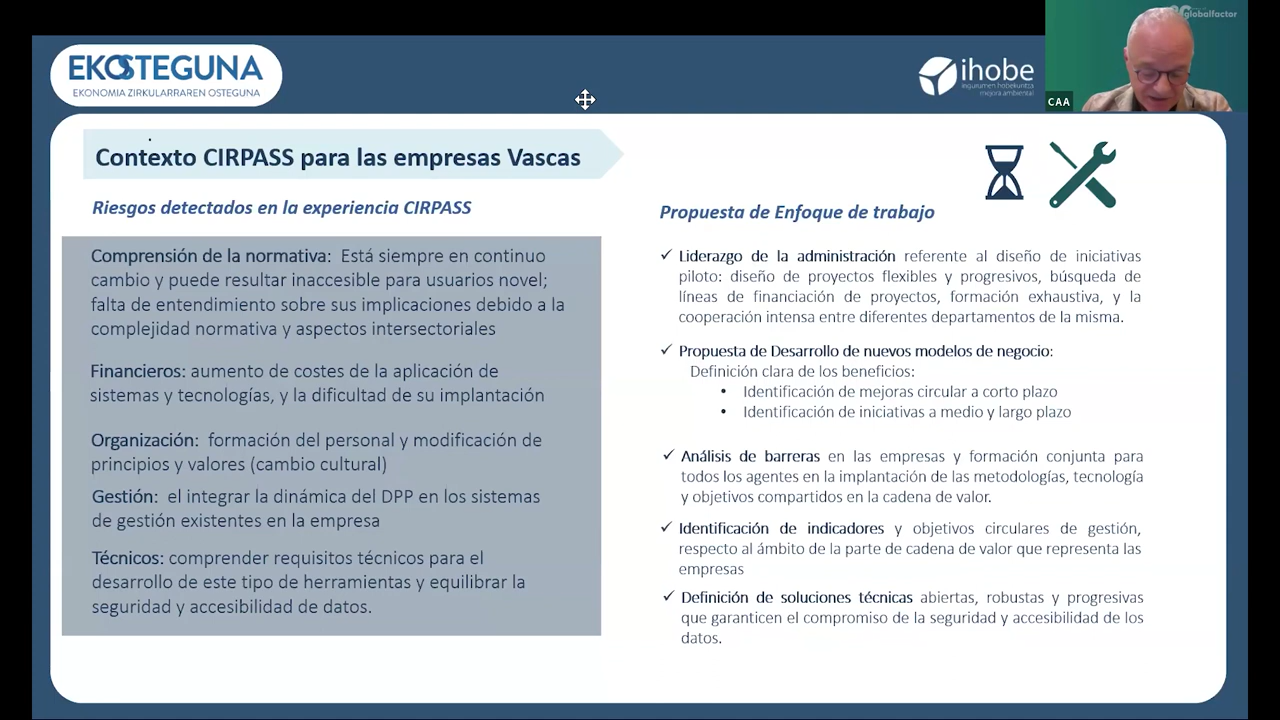 EKOSTEGUNA
EKONOMIA ZIRKULARRAREN OSTEGUNA
ihobe
ingurumen hobekuntza
mejora ambiental
globalfactor
CAA
Contexto CIRPASS para las empresas Vascas
Riesgos detectados en la experiencia CIRPASS
Comprensión de la normativa: Está siempre en continuo
cambio y puede resultar inaccesible para usuarios novel;
falta de entendimiento sobre sus implicaciones debido a la
complejidad normativa y aspectos intersectoriales
Financieros: aumento de costes de la aplicación de
sistemas y tecnologías, y la dificultad de su implantación
Organización: formación del personal y modificación de
principios y valores (cambio cultural)
Gestión: el integrar la dinámica del DPP en los sistemas
de gestión existentes en la empresa
Técnicos: comprender requisitos técnicos para el
desarrollo de este tipo de herramientas y equilibrar la
seguridad y accesibilidad de datos.
Propuesta de Enfoque de trabajo
✓ Liderazgo de la administración referente al diseño de iniciativas
piloto: diseño de proyectos flexibles y progresivos, búsqueda de
líneas de financiación de proyectos, formación exhaustiva, y la
cooperación intensa entre diferentes departamentos de la misma.
✓ Propuesta de Desarrollo de nuevos modelos de negocio:
Definición clara de los beneficios:
• Identificación de mejoras circular a corto plazo
• Identificación de iniciativas a medio y largo plazo
✓ Análisis de barreras en las empresas y formación conjunta para
todos los agentes en la implantación de las metodologías, tecnología
y objetivos compartidos en la cadena de valor.
✓ Identificación de indicadores y objetivos circulares de gestión,
respecto al ámbito de la parte de cadena de valor que representa las
empresas
✓ Definición de soluciones técnicas abiertas, robustas y progresivas
que garanticen el compromiso de la seguridad y accesibilidad de los
datos.